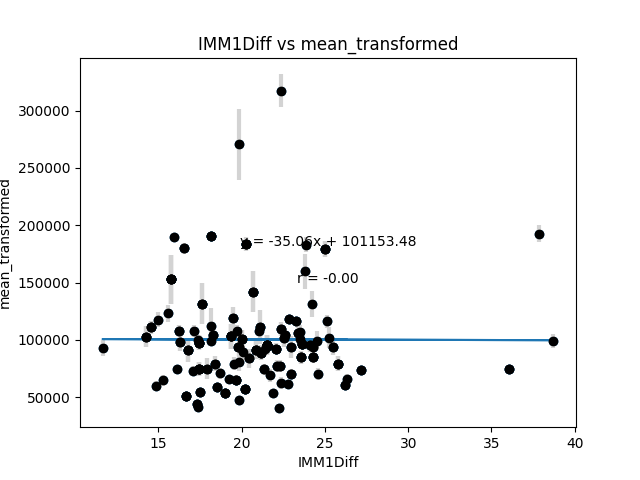 IMM1Diff vs mean_transformed
300000
250000
200000
y = -35.06x + 101153.48
r = -0.00
150000
100000
50000
mean_transformed
15 20 25 30 35 40
IMM1Diff